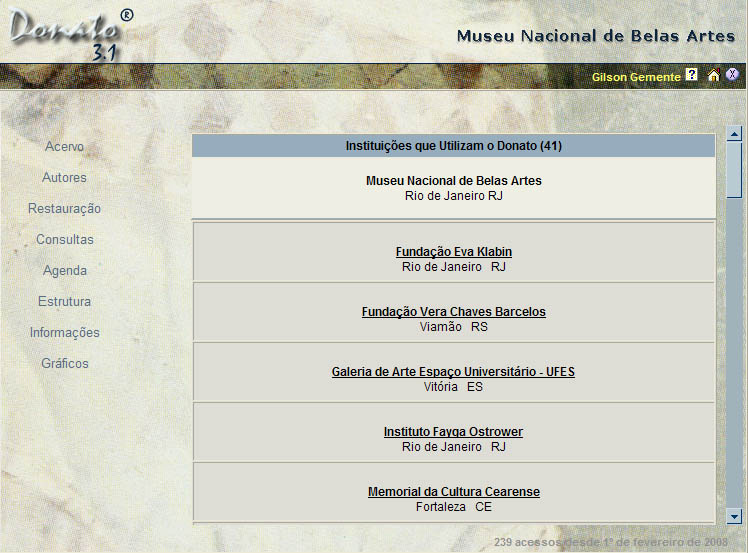 Donato®
3.1
Museu Nacional de Belas Artes
Gilson Gemente ? X
Acervo
Autores
Restauração
Consultas
Agenda
Estrutura
Informações
Gráficos
Instituições que Utilizam o Donato (41)
Museu Nacional de Belas Artes
Rio de Janeiro RJ
Fundação Eva Klabin
Rio de Janeiro RJ
Fundação Vera Chaves Barcelos
Viamão RS
Galeria de Arte Espaço Universitário - UFES
Vitória ES
Instituto Fayga Ostrower
Rio de Janeiro RJ
Memorial da Cultura Cearense
Fortaleza CE
239 acessos desde 1º de fevereiro de 2008